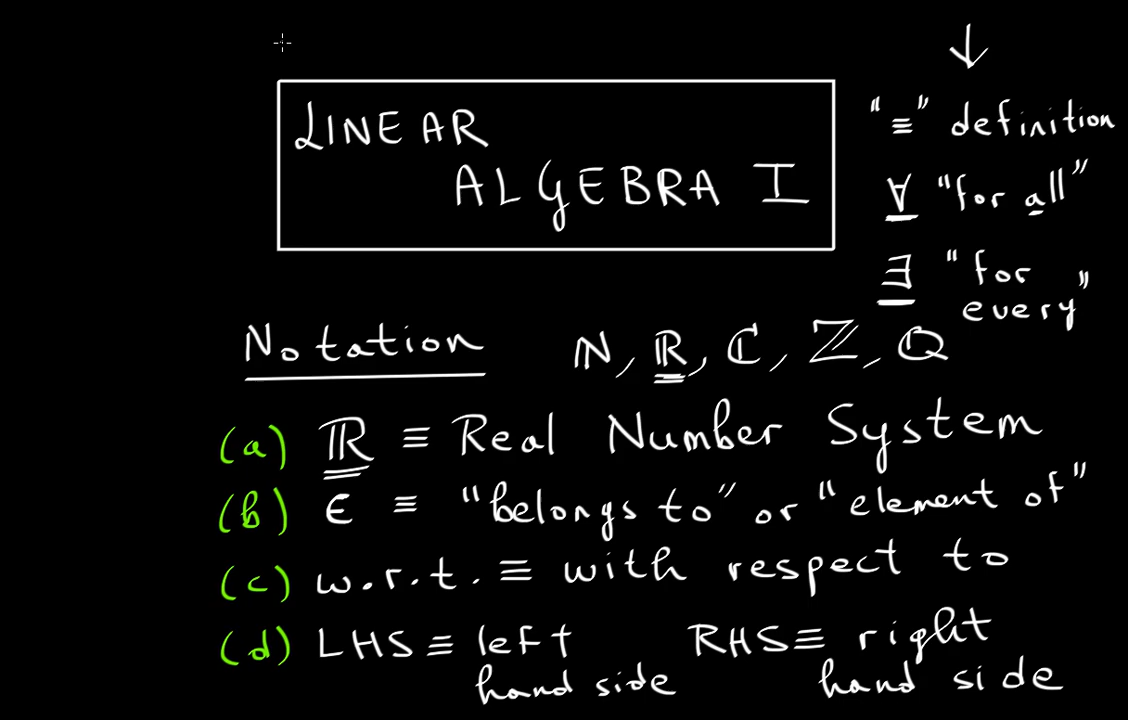 LINEAR
ALGEBRA I
"≡" definition
∀ "for all"
∃ "for
every"
Notation
ℕ, ℝ, ℂ, ℤ, ℚ
(a) ℝ ≡ Real Number System
(b) ∈ ≡ "belongs to" or "element of"
(c) w.r.t. ≡ with respect to
(d) LHS ≡ left hand side RHS ≡ right hand side